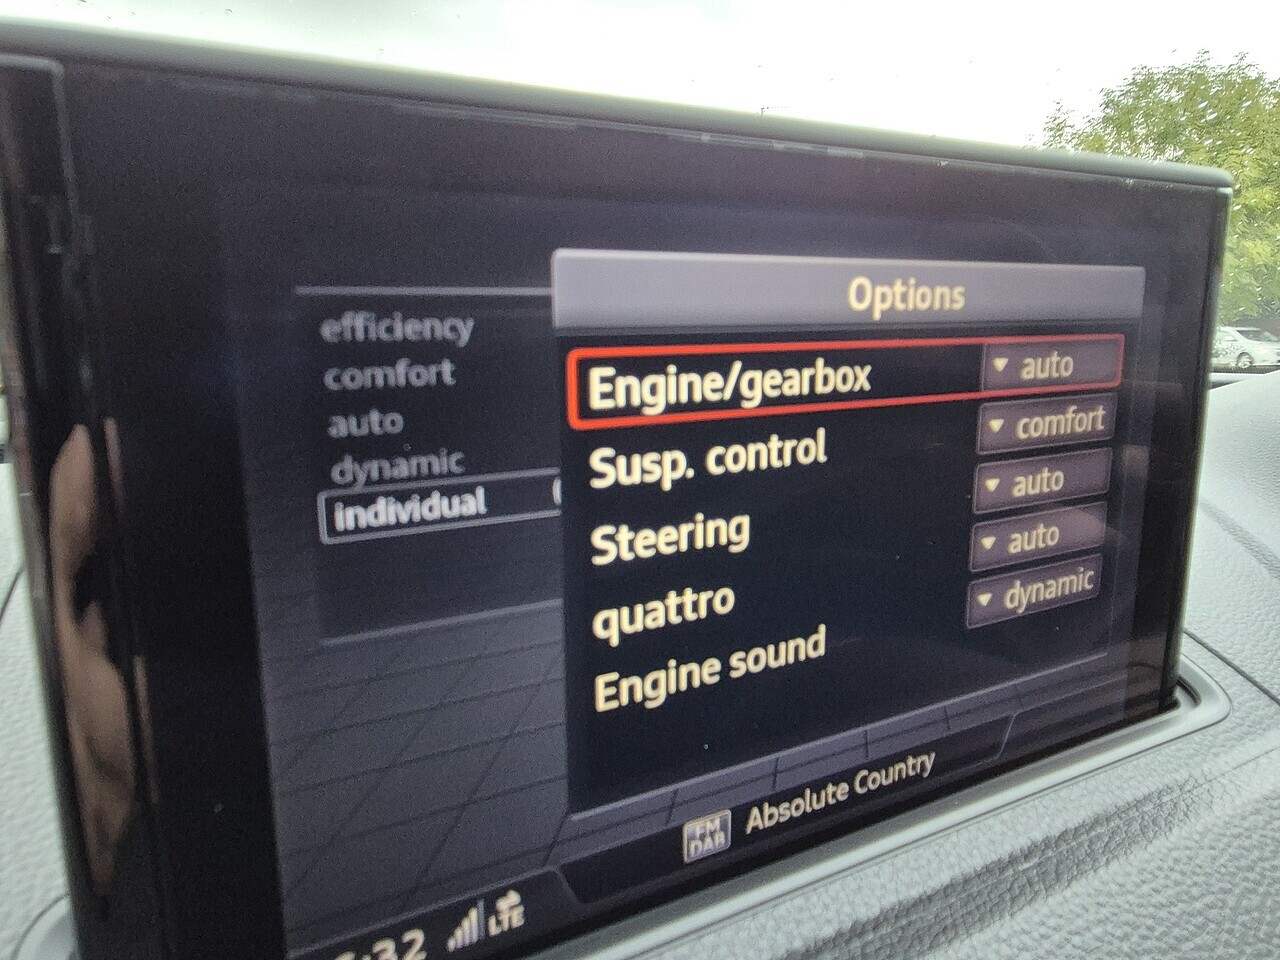 Options
efficiency
comfort
auto
dynamic
individual
Engine/gearbox auto
Susp. control comfort
Steering auto
quattro auto
Engine sound dynamic
FM DAB Absolute Country
:32 LTE